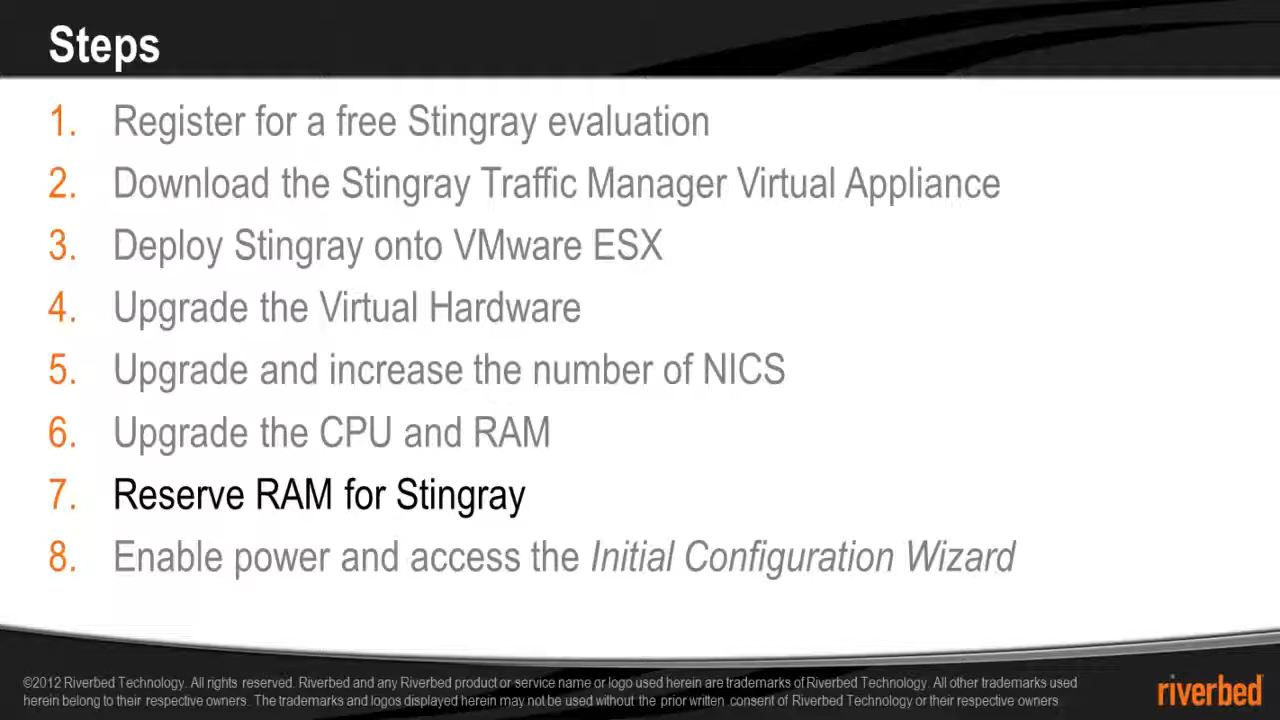 Steps
1. Register for a free Stingray evaluation
2. Download the Stingray Traffic Manager Virtual Appliance
3. Deploy Stingray onto VMware ESX
4. Upgrade the Virtual Hardware
5. Upgrade and increase the number of NICS
6. Upgrade the CPU and RAM
7. Reserve RAM for Stingray
8. Enable power and access the Initial Configuration Wizard
©2012 Riverbed Technology. All rights reserved. Riverbed and any Riverbed product or service name or logo used herein are trademarks of Riverbed Technology. All other trademarks used
herein belong to their respective owners. The trademarks and logos displayed herein may not be used without the prior written consent of Riverbed Technology or their respective owners.
riverbed